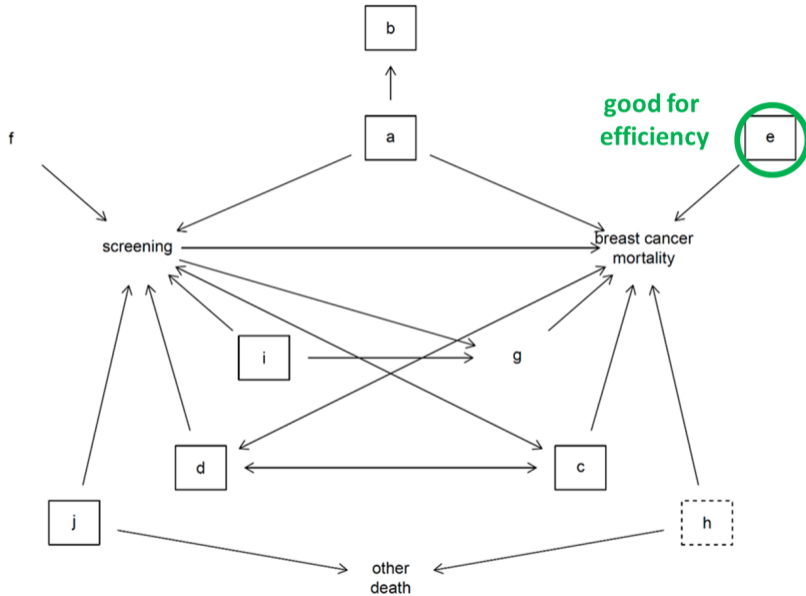 b
good for
efficiency
e
f
a
screening
breast cancer
mortality
i
g
d
c
j
h
other
death